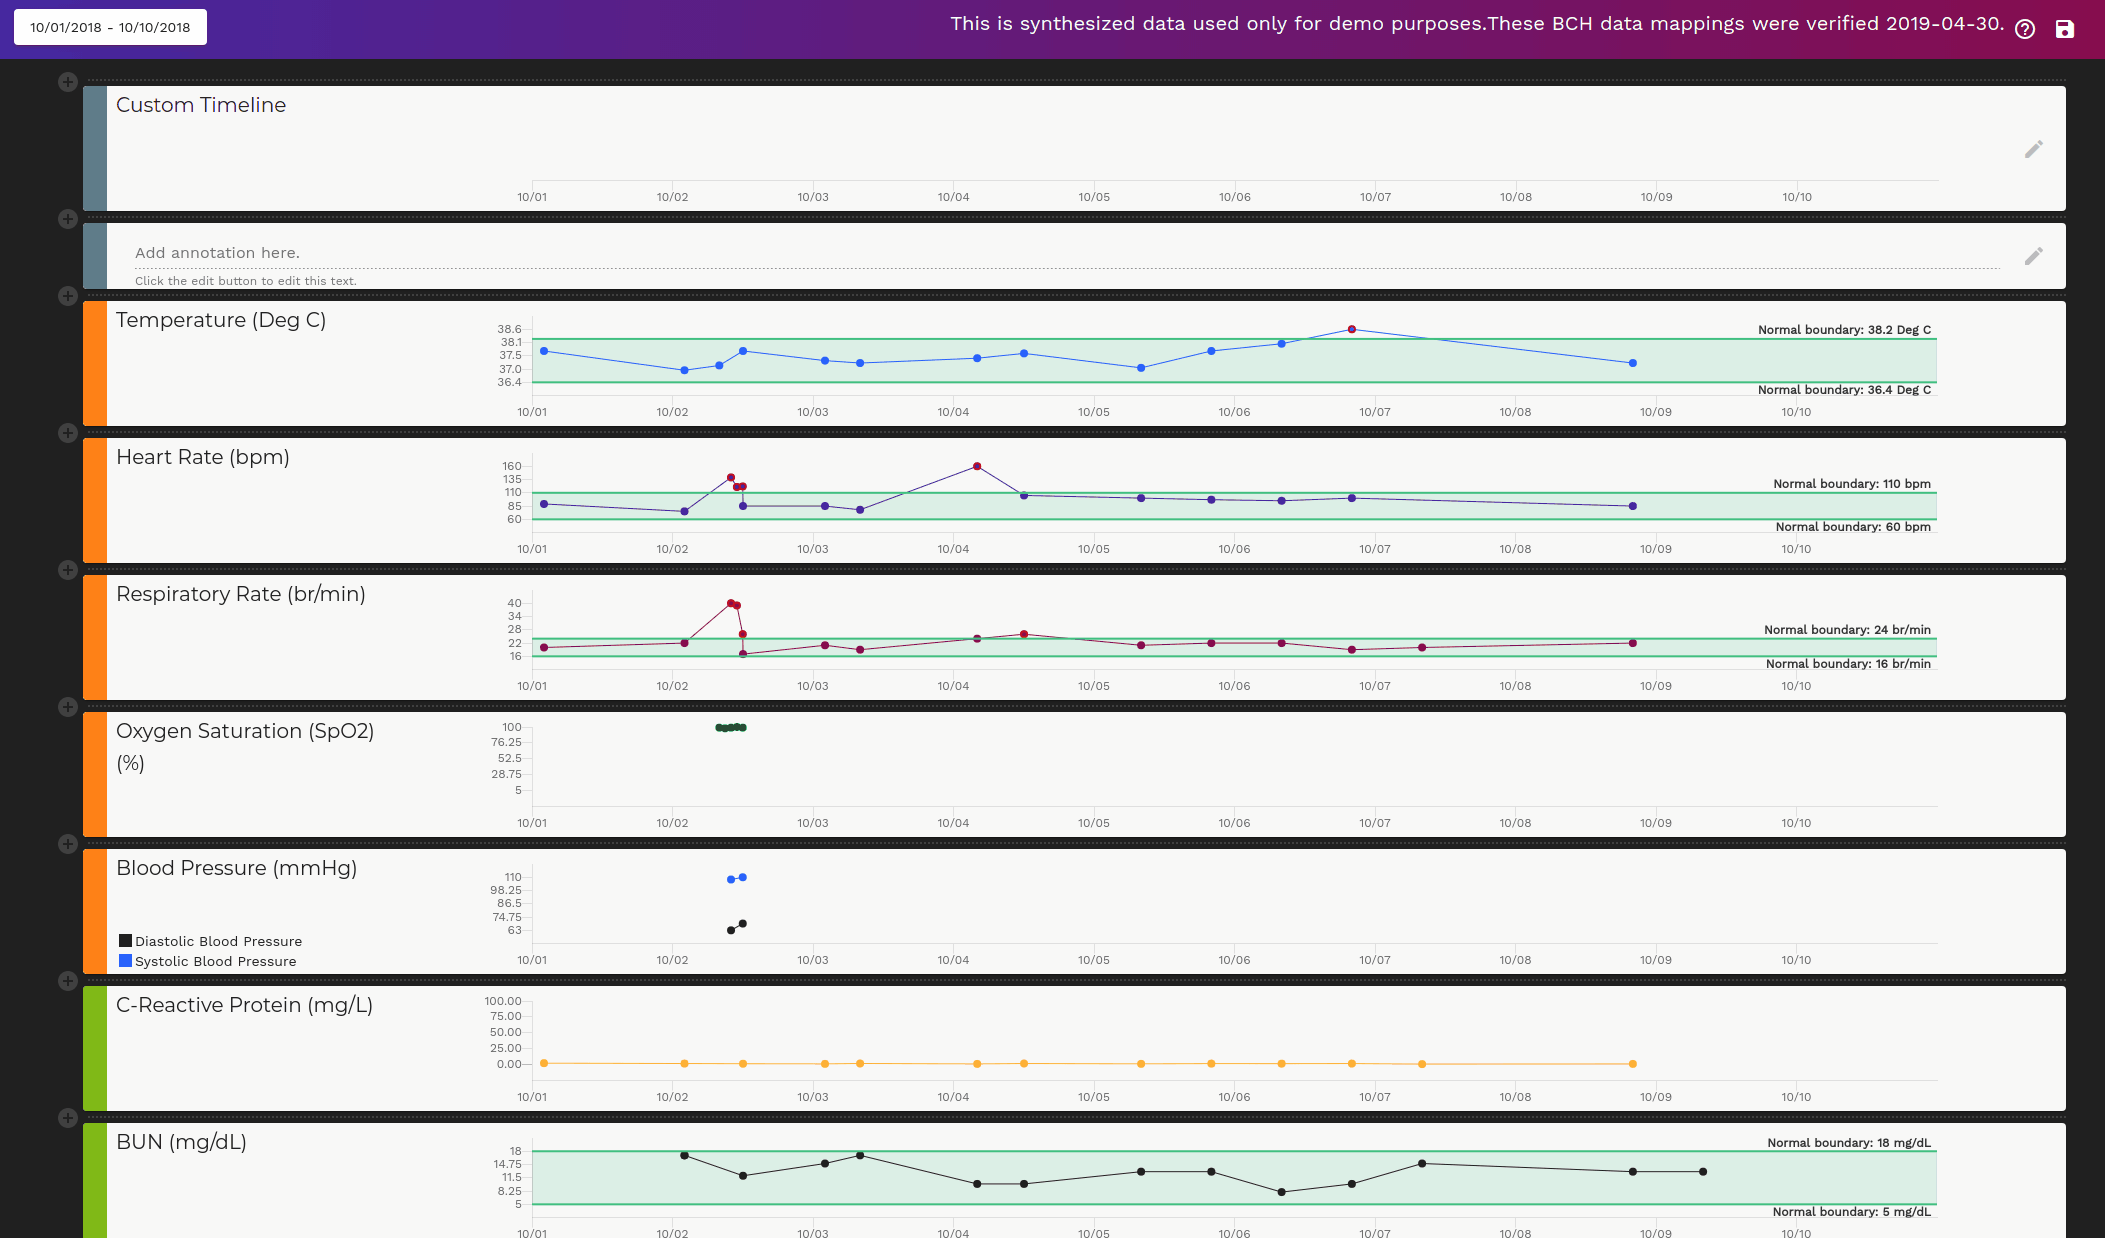 10/01/2018 - 10/10/2018
This is synthesized data used only for demo purposes.These BCH data mappings were verified 2019-04-30.
Custom Timeline
10/01 10/02 10/03 10/04 10/05 10/06 10/07 10/08 10/09 10/10
Add annotation here.
Click the edit button to edit this text.
Temperature (Deg C)
38.6
38.1
37.5
37.0
36.4
Normal boundary: 38.2 Deg C
Normal boundary: 36.4 Deg C
10/01 10/02 10/03 10/04 10/05 10/06 10/07 10/08 10/09 10/10
Heart Rate (bpm)
160
135
110
85
60
Normal boundary: 110 bpm
Normal boundary: 60 bpm
10/01 10/02 10/03 10/04 10/05 10/06 10/07 10/08 10/09 10/10
Respiratory Rate (br/min)
40
34
28
22
16
Normal boundary: 24 br/min
Normal boundary: 16 br/min
10/01 10/02 10/03 10/04 10/05 10/06 10/07 10/08 10/09 10/10
Oxygen Saturation (SpO2)
(%)
100
76.25
52.5
28.75
5
10/01 10/02 10/03 10/04 10/05 10/06 10/07 10/08 10/09 10/10
Blood Pressure (mmHg)
110
98.25
86.5
74.75
63
Diastolic Blood Pressure
Systolic Blood Pressure
10/01 10/02 10/03 10/04 10/05 10/06 10/07 10/08 10/09 10/10
C-Reactive Protein (mg/L)
100.00
75.00
50.00
25.00
0.00
10/01 10/02 10/03 10/04 10/05 10/06 10/07 10/08 10/09 10/10
BUN (mg/dL)
18
14.75
11.5
8.25
5
Normal boundary: 18 mg/dL
Normal boundary: 5 mg/dL
10/01 10/02 10/03 10/04 10/05 10/06 10/07 10/08 10/09 10/10